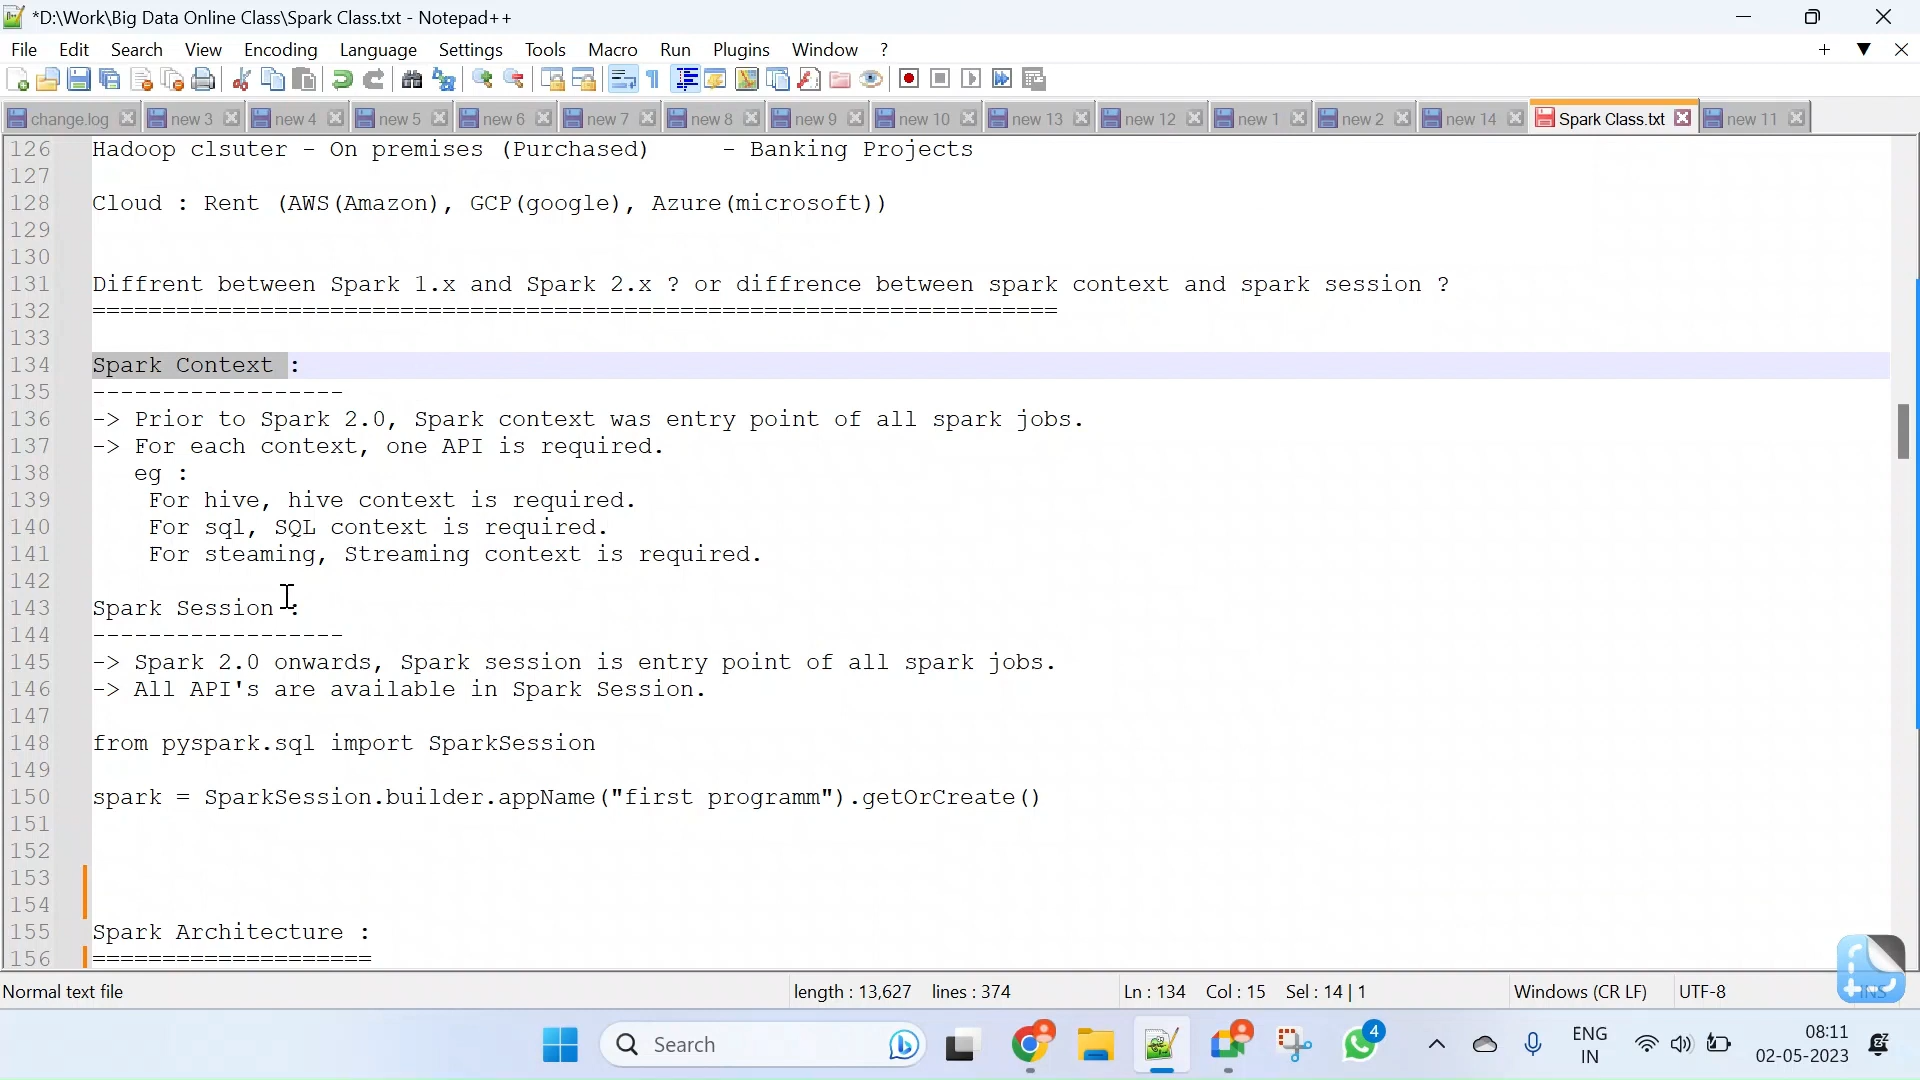 *D:\Work\Big Data Online Class\Spark Class.txt - Notepad++
File Edit Search View Encoding Language Settings Tools Macro Run Plugins Window ?
change.log new 3 new 4 new 5 new 6 new 7 new 8 new 9 new 10 new 13 new 12 new 1 new 2 new 14 Spark Class.txt new 11
126 Hadoop clsuter - On premises (Purchased) - Banking Projects
127
128 Cloud : Rent (AWS(Amazon), GCP(google), Azure(microsoft))
129
130
131 Diffrent between Spark 1.x and Spark 2.x ? or diffrence between spark context and spark session ?
132 =====================================================================
133
134 Spark Context :
135 ------------------
136 -> Prior to Spark 2.0, Spark context was entry point of all spark jobs.
137 -> For each context, one API is required.
138 eg :
139 For hive, hive context is required.
140 For sql, SQL context is required.
141 For steaming, Streaming context is required.
142
143 Spark Session :
144 ------------------
145 -> Spark 2.0 onwards, Spark session is entry point of all spark jobs.
146 -> All API's are available in Spark Session.
147
148 from pyspark.sql import SparkSession
149
150 spark = SparkSession.builder.appName("first programm").getOrCreate()
151
152
153
154
155 Spark Architecture :
156 ====================
Normal text file length : 13,627 lines : 374 Ln : 134 Col : 15 Sel : 14 | 1 Windows (CR LF) UTF-8 INS
Search 4 ENG IN 08:11 02-05-2023